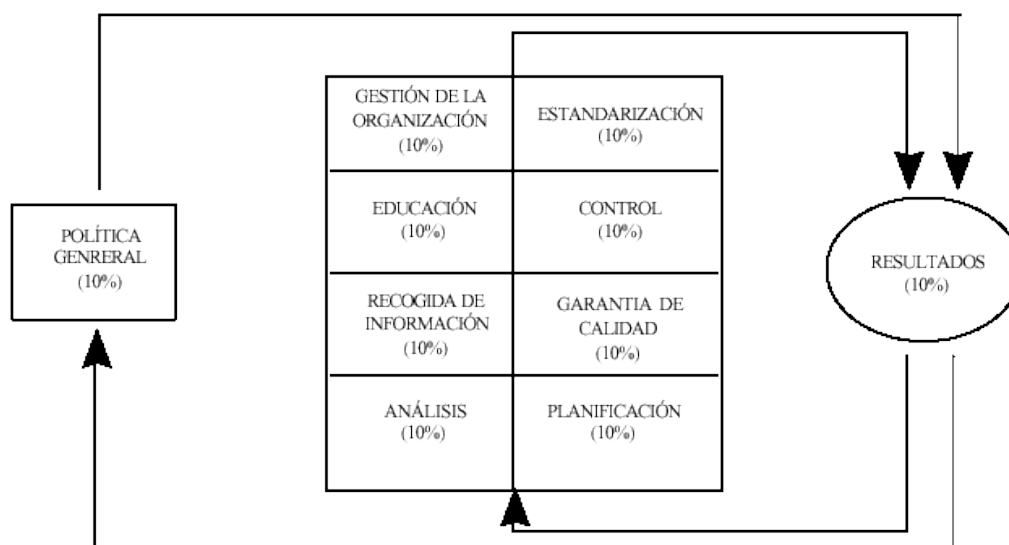 POLÍTICA
GENRERAL
(10%)
GESTIÓN DE LA
ORGANIZACIÓN
(10%)
ESTANDARIZACIÓN
(10%)
EDUCACIÓN
(10%)
CONTROL
(10%)
RECOGIDA DE
INFORMACIÓN
(10%)
GARANTIA DE
CALIDAD
(10%)
ANÁLISIS
(10%)
PLANIFICACIÓN
(10%)
RESULTADOS
(10%)